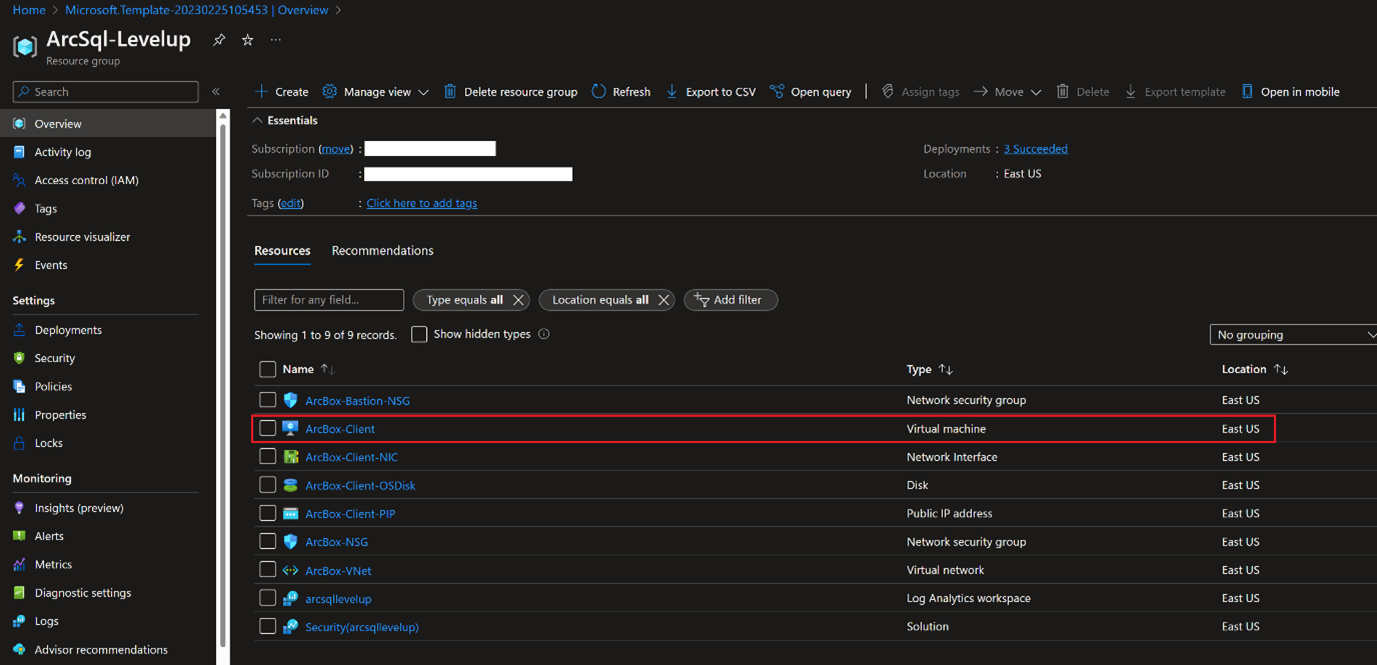 Home > Microsoft.Template-20230225105453 | Overview >
ArcSql-Levelup
Resource group
Search
Create Manage view Delete resource group Refresh Export to CSV Open query Assign tags Move Delete Export template Open in mobile
Overview
Activity log
Access control (IAM)
Tags
Resource visualizer
Events
Settings
Deployments
Security
Policies
Properties
Locks
Monitoring
Insights (preview)
Alerts
Metrics
Diagnostic settings
Logs
Advisor recommendations
Essentials
Subscription (move) :
Deployments : 3 Succeeded
Subscription ID :
Location : East US
Tags (edit) : Click here to add tags
Resources Recommendations
Filter for any field...
Type equals all
Location equals all
Add filter
Showing 1 to 9 of 9 records.
Show hidden types
No grouping
Name Type Location
ArcBox-Bastion-NSG Network security group East US
ArcBox-Client Virtual machine East US
ArcBox-Client-NIC Network Interface East US
ArcBox-Client-OSDisk Disk East US
ArcBox-Client-PIP Public IP address East US
ArcBox-NSG Network security group East US
ArcBox-VNet Virtual network East US
arcsqllevelup Log Analytics workspace East US
Security(arcsqllevelup) Solution East US